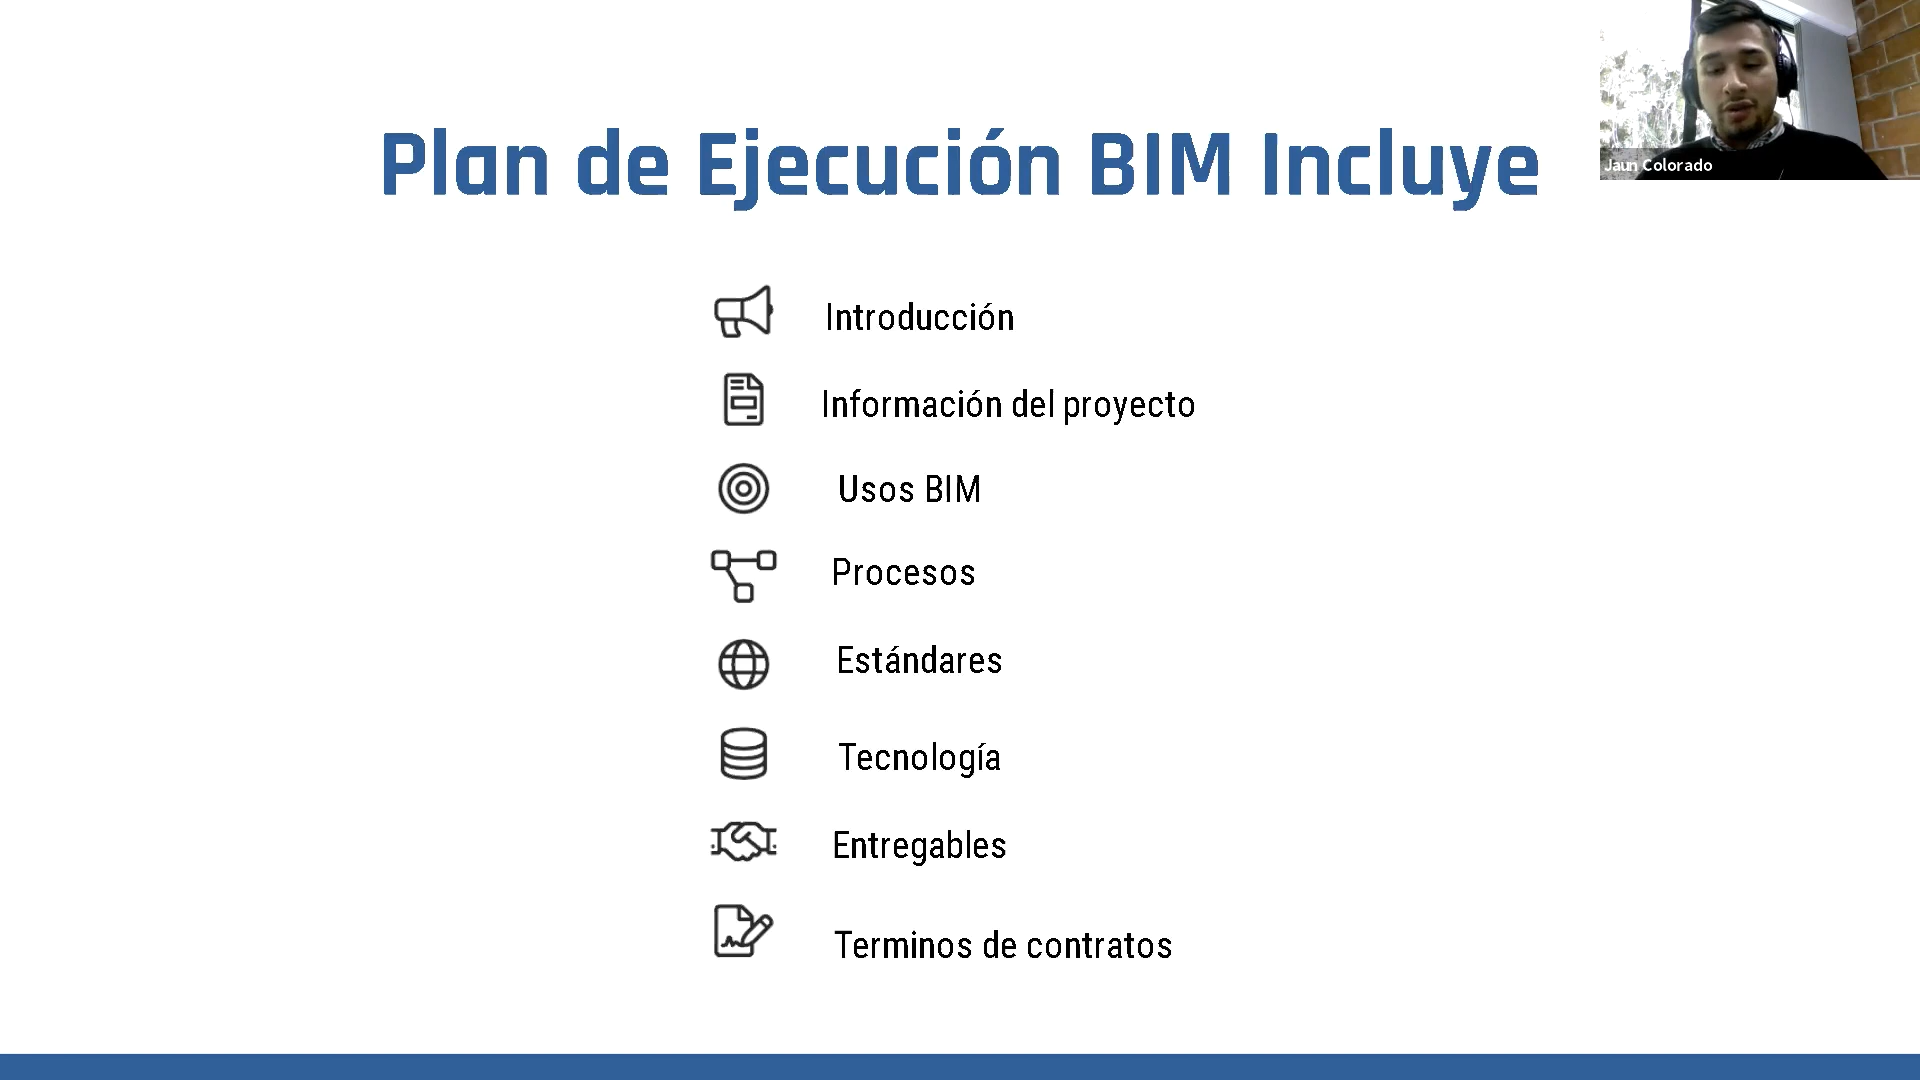 Plan de Ejecución BIM Incluye
Jaun Colorado
Introducción
Información del proyecto
Usos BIM
Procesos
Estándares
Tecnología
Entregables
Terminos de contratos